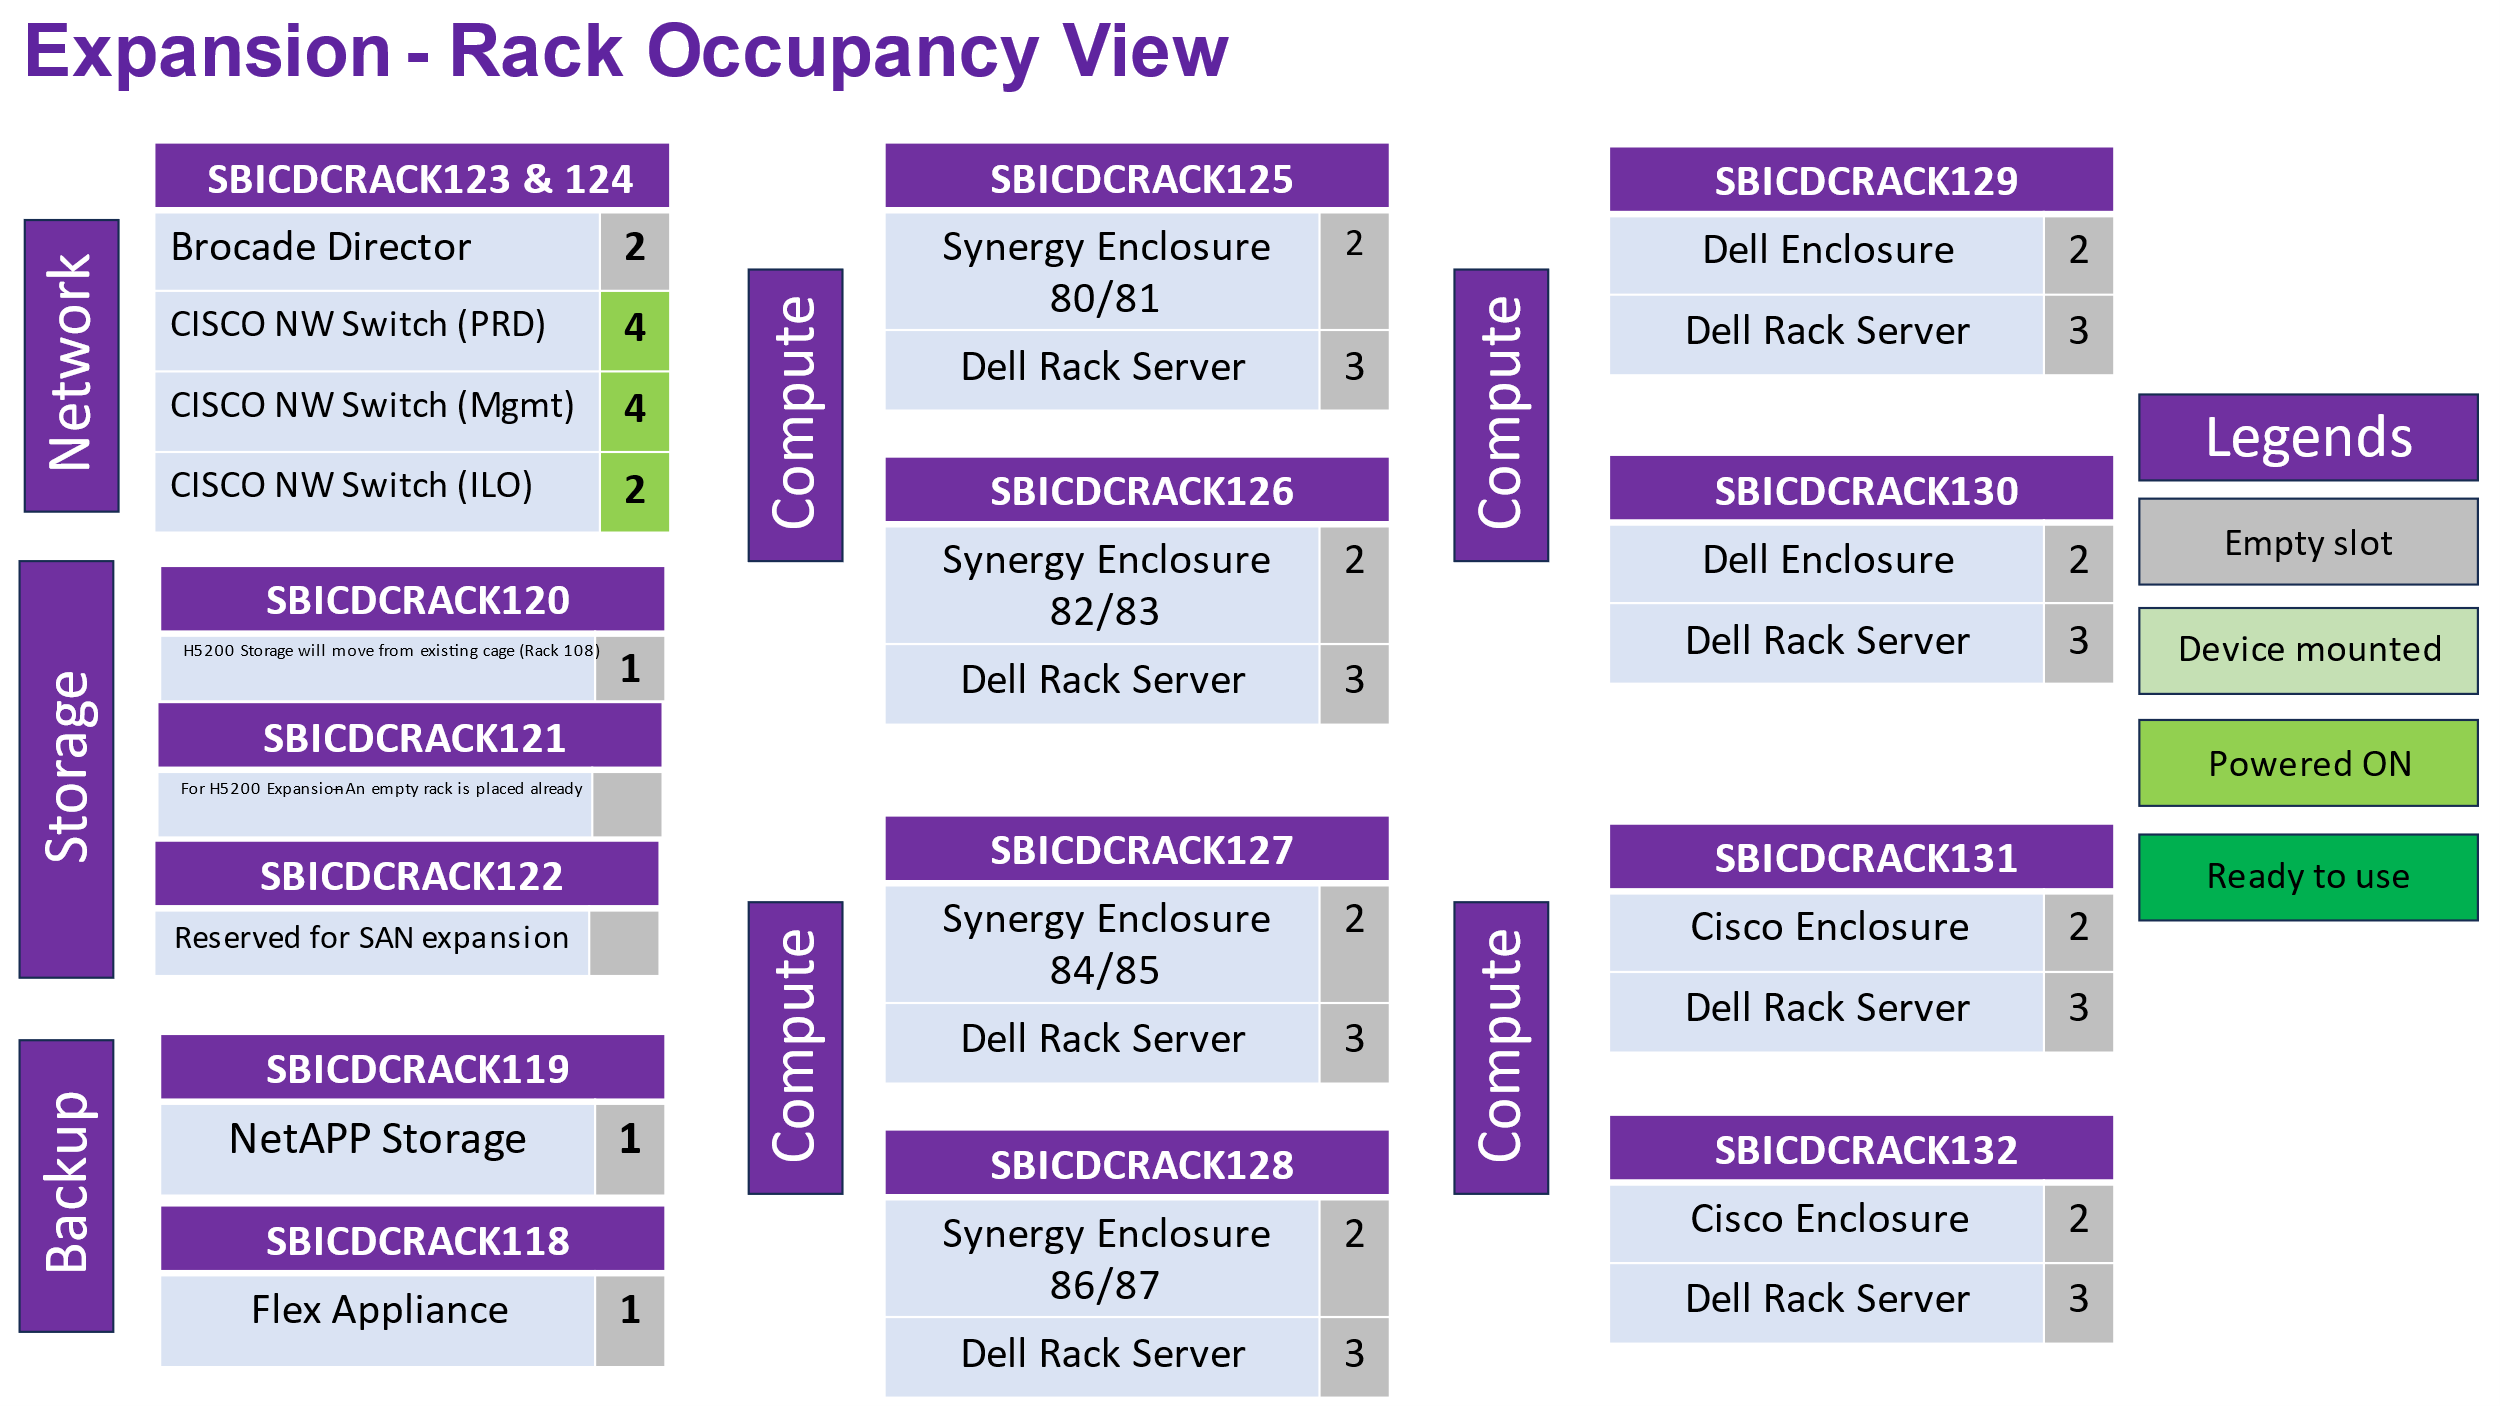 Expansion - Rack Occupancy View
Network
SBICDCRACK123 & 124
Brocade Director 2
CISCO NW Switch (PRD) 4
CISCO NW Switch (Mgmt) 4
CISCO NW Switch (ILO) 2
Storage
SBICDCRACK120
H5200 Storage will move from existing cage (Rack 108) 1
SBICDCRACK121
For H5200 Expansion-An empty rack is placed already
SBICDCRACK122
Reserved for SAN expansion
Backup
SBICDCRACK119
NetAPP Storage 1
SBICDCRACK118
Flex Appliance 1
Compute
SBICDCRACK125
Synergy Enclosure 2
80/81
Dell Rack Server 3
SBICDCRACK126
Synergy Enclosure 2
82/83
Dell Rack Server 3
Compute
SBICDCRACK127
Synergy Enclosure 2
84/85
Dell Rack Server 3
SBICDCRACK128
Synergy Enclosure 2
86/87
Dell Rack Server 3
Compute
SBICDCRACK129
Dell Enclosure 2
Dell Rack Server 3
SBICDCRACK130
Dell Enclosure 2
Dell Rack Server 3
Compute
SBICDCRACK131
Cisco Enclosure 2
Dell Rack Server 3
SBICDCRACK132
Cisco Enclosure 2
Dell Rack Server 3
Legends
Empty slot
Device mounted
Powered ON
Ready to use